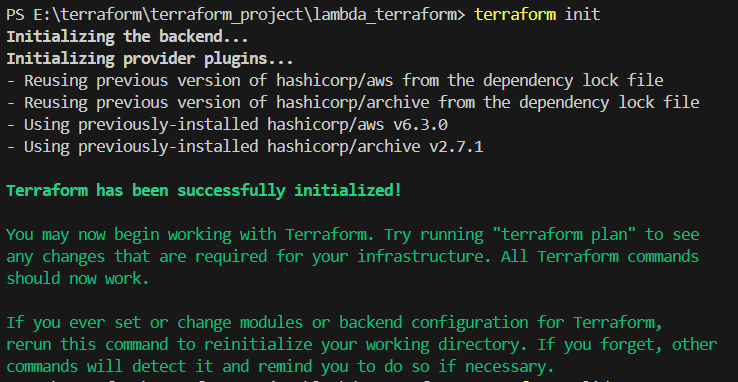 PS E:\terraform\terraform_project\lambda_terraform> terraform init
Initializing the backend...
Initializing provider plugins...
- Reusing previous version of hashicorp/aws from the dependency lock file
- Reusing previous version of hashicorp/archive from the dependency lock file
- Using previously-installed hashicorp/aws v6.3.0
- Using previously-installed hashicorp/archive v2.7.1
Terraform has been successfully initialized!
You may now begin working with Terraform. Try running "terraform plan" to see
any changes that are required for your infrastructure. All Terraform commands
should now work.
If you ever set or change modules or backend configuration for Terraform,
rerun this command to reinitialize your working directory. If you forget, other
commands will detect it and remind you to do so if necessary.